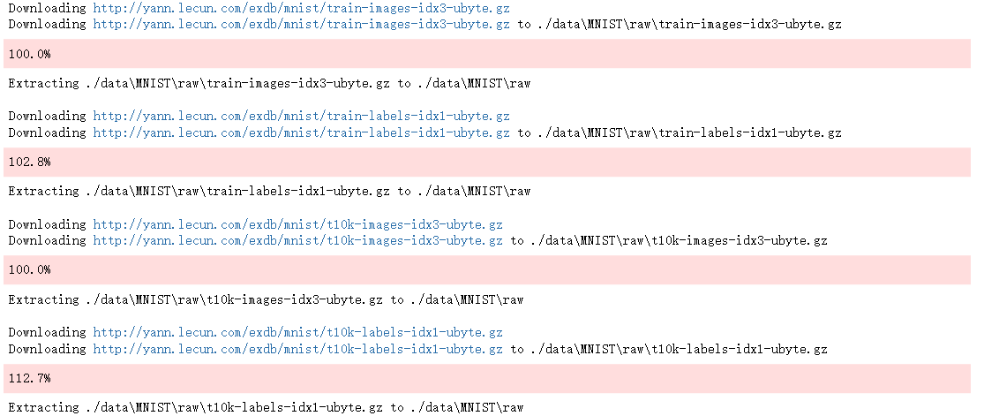 Downloading http://yann.lecun.com/exdb/mnist/train-images-idx3-ubyte.gz
Downloading http://yann.lecun.com/exdb/mnist/train-images-idx3-ubyte.gz to ./data\MNIST\raw\train-images-idx3-ubyte.gz
100.0%
Extracting ./data\MNIST\raw\train-images-idx3-ubyte.gz to ./data\MNIST\raw
Downloading http://yann.lecun.com/exdb/mnist/train-labels-idx1-ubyte.gz
Downloading http://yann.lecun.com/exdb/mnist/train-labels-idx1-ubyte.gz to ./data\MNIST\raw\train-labels-idx1-ubyte.gz
102.8%
Extracting ./data\MNIST\raw\train-labels-idx1-ubyte.gz to ./data\MNIST\raw
Downloading http://yann.lecun.com/exdb/mnist/t10k-images-idx3-ubyte.gz
Downloading http://yann.lecun.com/exdb/mnist/t10k-images-idx3-ubyte.gz to ./data\MNIST\raw\t10k-images-idx3-ubyte.gz
100.0%
Extracting ./data\MNIST\raw\t10k-images-idx3-ubyte.gz to ./data\MNIST\raw
Downloading http://yann.lecun.com/exdb/mnist/t10k-labels-idx1-ubyte.gz
Downloading http://yann.lecun.com/exdb/mnist/t10k-labels-idx1-ubyte.gz to ./data\MNIST\raw\t10k-labels-idx1-ubyte.gz
112.7%
Extracting ./data\MNIST\raw\t10k-labels-idx1-ubyte.gz to ./data\MNIST\raw